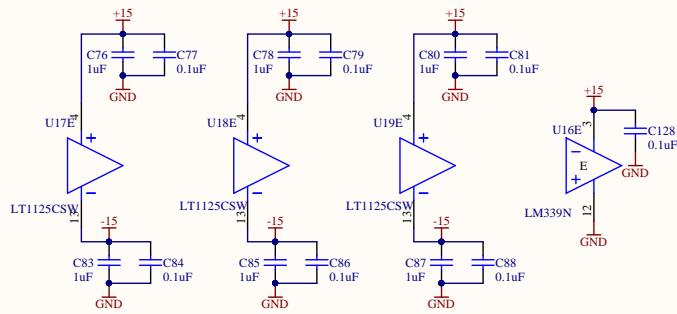 +15
+15
+15
C76
1uF
C77
0.1uF
C78
1uF
C79
0.1uF
C80
1uF
C81
0.1uF
GND
GND
GND
+15
U17E
4
U18E
4
U19E
4
U16E
3
C128
0.1uF
E
GND
LT1125CSW
13
LT1125CSW
13
LT1125CSW
13
LM339N
12
GND
-15
-15
-15
C83
1uF
C84
0.1uF
C85
1uF
C86
0.1uF
C87
1uF
C88
0.1uF
GND
GND
GND